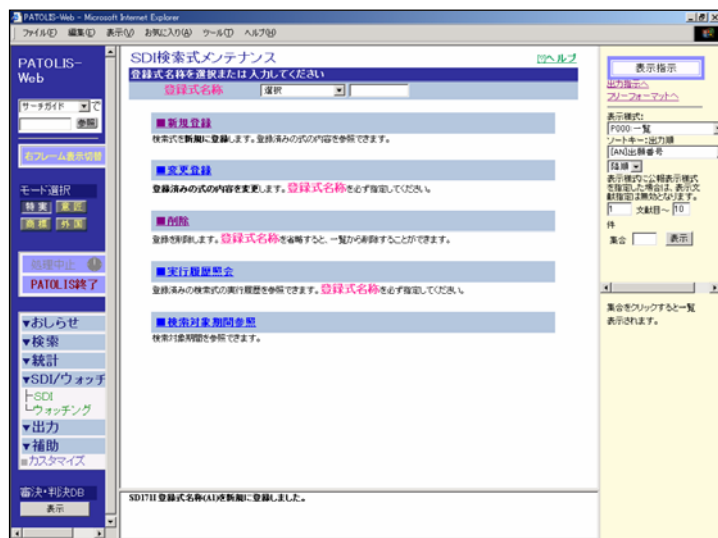 PATOLIS-Web - Microsoft Internet Explorer
ファイル(F) 編集(E) 表示(V) お気に入り(A) ツール(T) ヘルプ(H)
PATOLIS-
Web
サーチガイド で
参照
右フレーム表示切替
モード選択
特実 意匠
商標 外国
処理中止
PATOLIS終了
▼おしらせ
▼検索
▼統計
▼SDI/ウォッチ
├SDI
└ウォッチング
▼出力
▼補助
■カスタマイズ
審決・判決DB
表示
SDI検索式メンテナンス
ヘルプ
登録式名称を選択または入力してください
登録式名称 選択
■新規登録
検索式を新規に登録します。登録済みの式の内容を参照できます。
■変更登録
登録済みの式の内容を変更します。登録式名称を必ず指定してください。
■削除
登録を削除します。登録式名称を省略すると、一覧から削除することができます。
■実行履歴照会
登録済みの検索式の実行履歴を参照できます。登録式名称を必ず指定してください。
■検索対象期間参照
検索対象期間を参照できます。
SD171I 登録式名称(A1)を新規に登録しました。
表示指示
出力指示へ
フリーフォーマットへ
表示様式:
P000:一覧
ソートキー:出力順
[AN]出願番号
降順
表示様式に公報表示様式
を指定した場合は、表示文
献指定は無効となります。
1 文献目～ 10
件
集合 表示
集合をクリックすると一覧
表示されます。